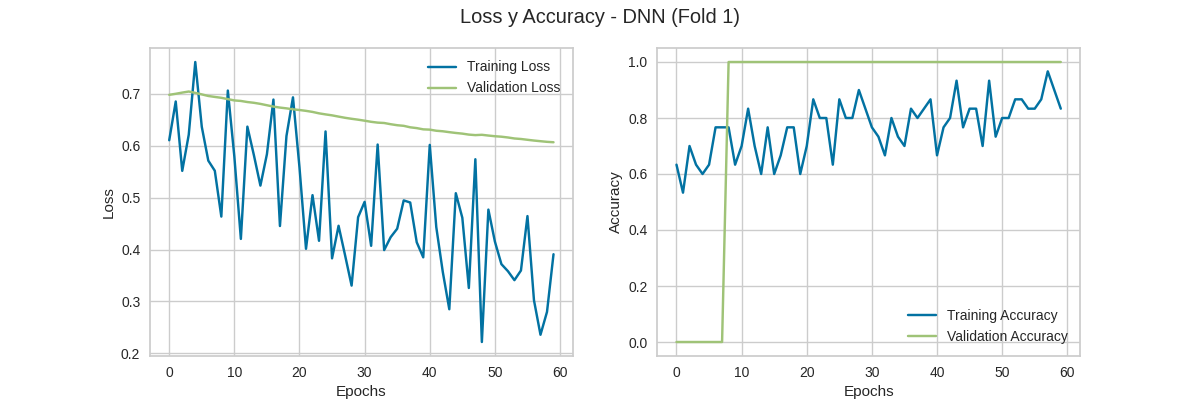 Loss y Accuracy - DNN (Fold 1)
Training Loss
Validation Loss
0.7
0.6
0.5
0.4
0.3
0.2
Loss
0 10 20 30 40 50 60
Epochs
1.0
0.8
0.6
0.4
0.2
0.0
Accuracy
Training Accuracy
Validation Accuracy
0 10 20 30 40 50 60
Epochs